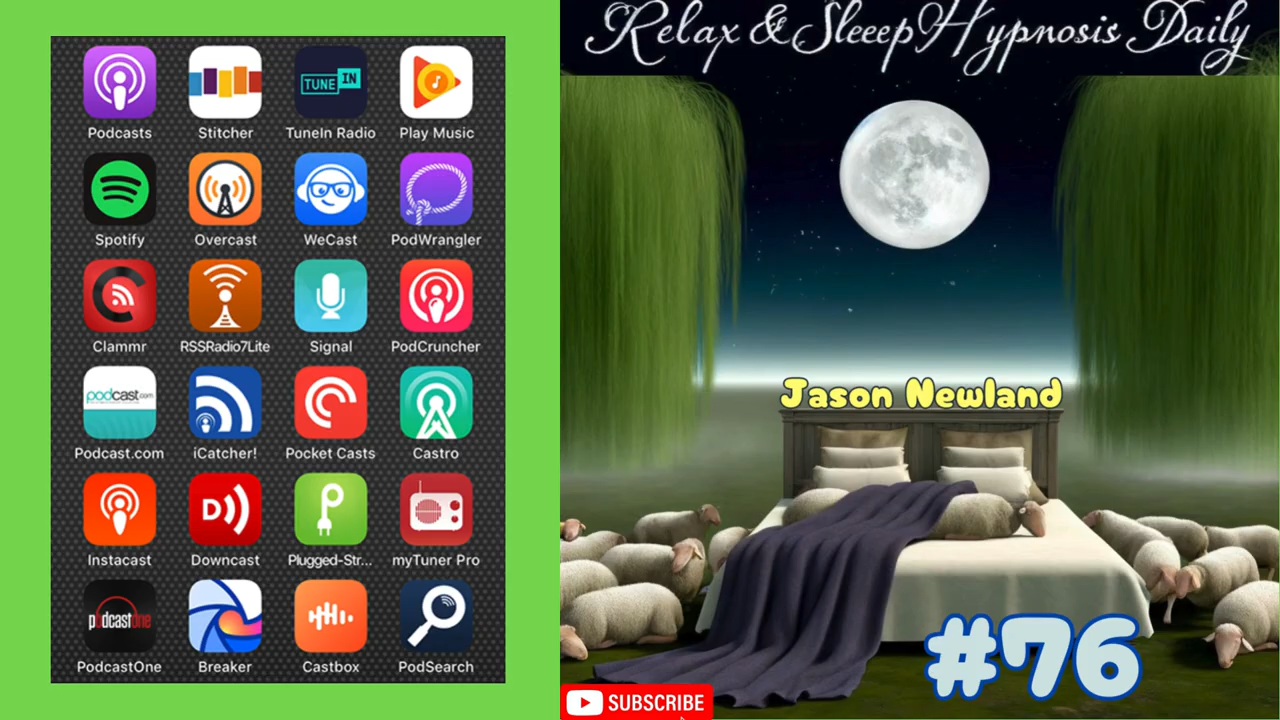 Podcasts Stitcher TuneIn Radio Play Music
TUNE IN
Spotify Overcast WeCast PodWrangler
Clammr RSSRadio7Lite Signal PodCruncher
podcast.com
Podcast.com iCatcher! Pocket Casts Castro
D
Instacast Downcast Plugged-Str... myTuner Pro
podcastone
PodcastOne Breaker Castbox PodSearch
Relax & Sleeep Hypnosis Daily
Jason Newland
#76
SUBSCRIBE